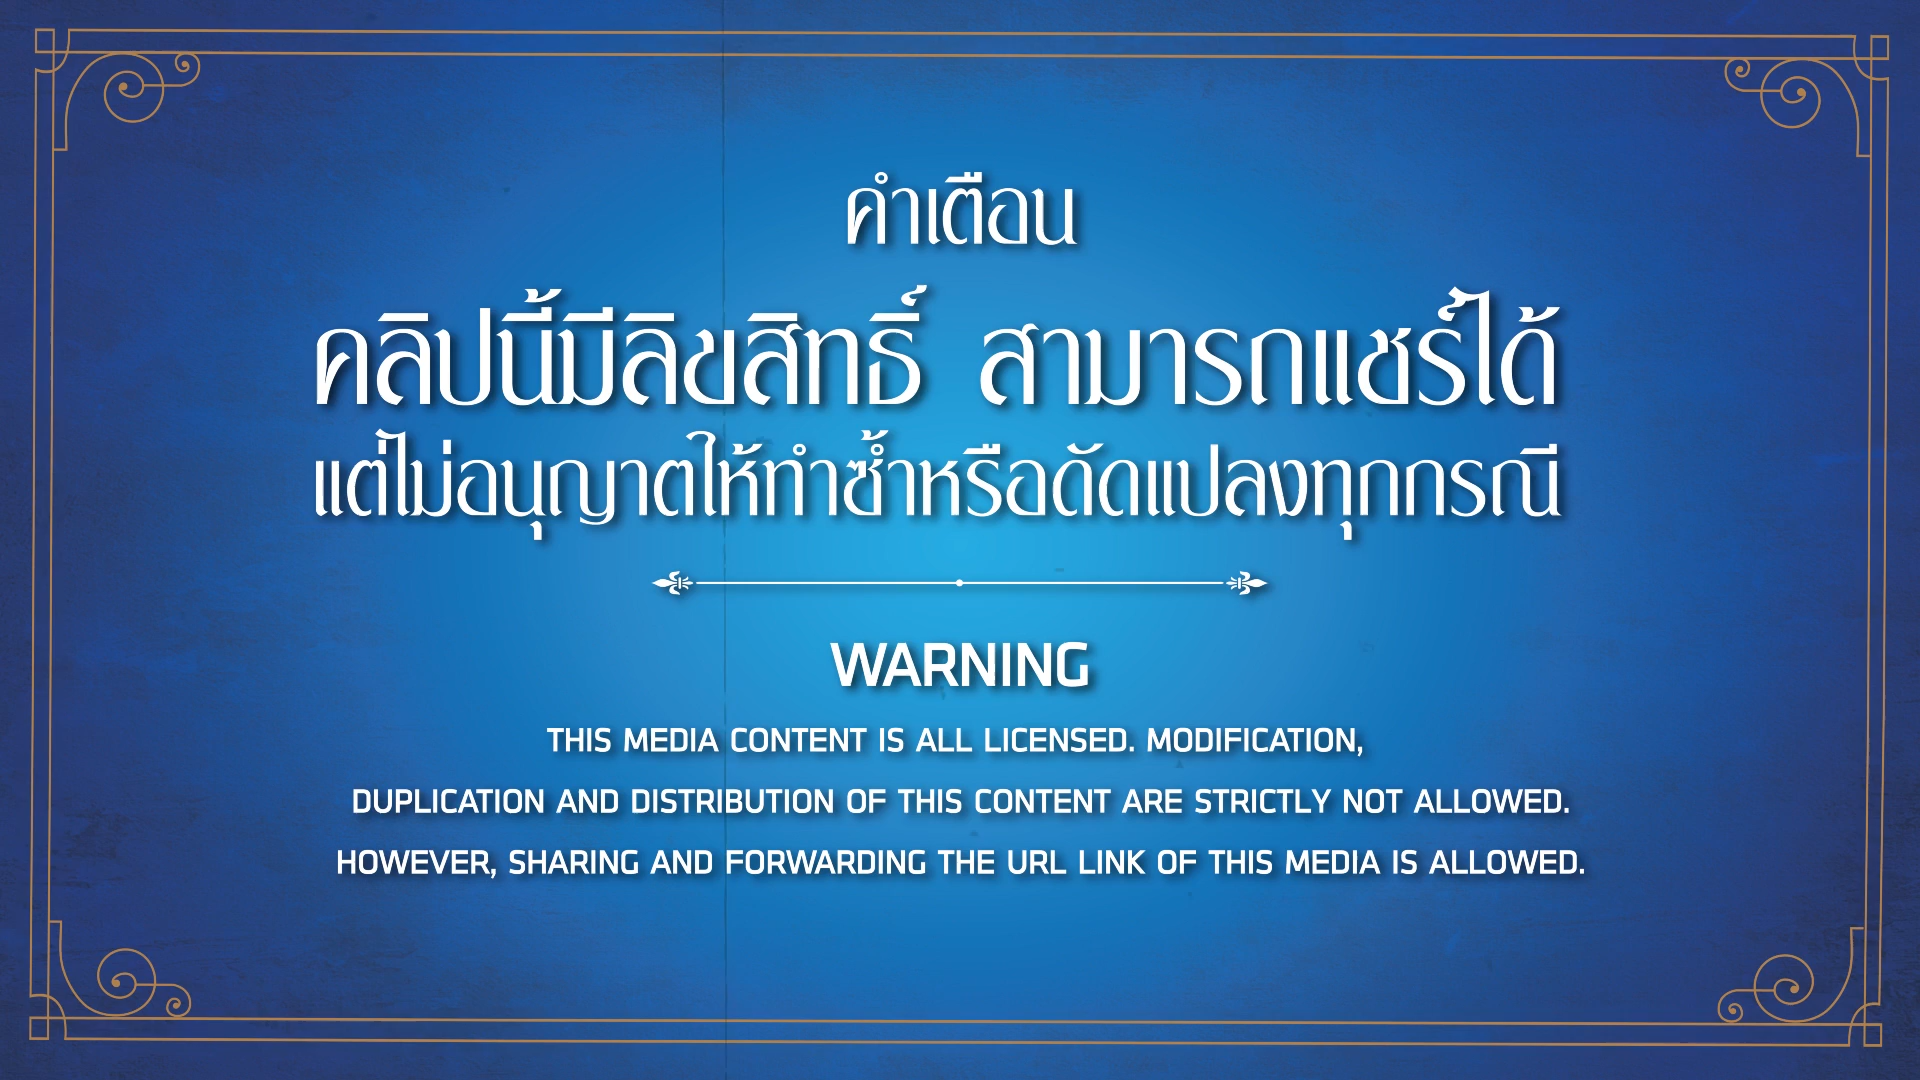 คำเตือน
คลิปนี้มีลิขสิทธิ์ สามารถแชร์ได้
แต่ไม่อนุญาตให้ทำซ้ำหรือดัดแปลงทุกกรณี
WARNING
THIS MEDIA CONTENT IS ALL LICENSED. MODIFICATION,
DUPLICATION AND DISTRIBUTION OF THIS CONTENT ARE STRICTLY NOT ALLOWED.
HOWEVER, SHARING AND FORWARDING THE URL LINK OF THIS MEDIA IS ALLOWED.